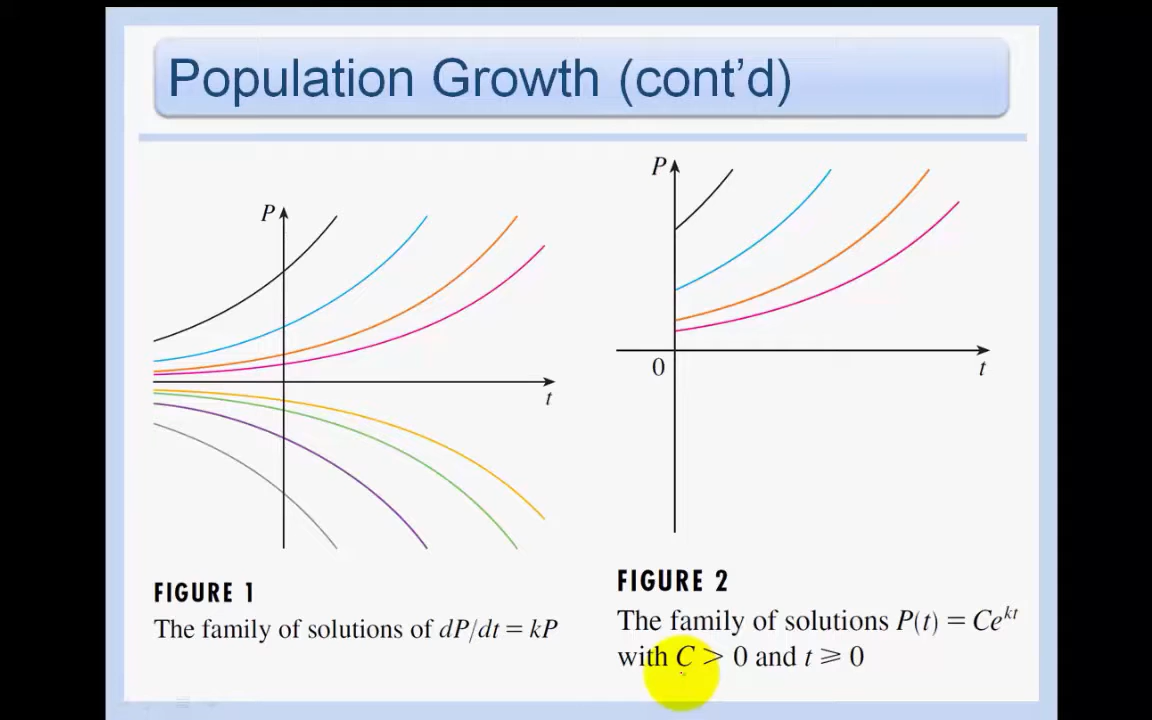 Population Growth (cont’d)
P
t
FIGURE 1
The family of solutions of dP/dt = kP
P
0
t
FIGURE 2
The family of solutions P(t) = Ce^kt
with C > 0 and t ⩾ 0